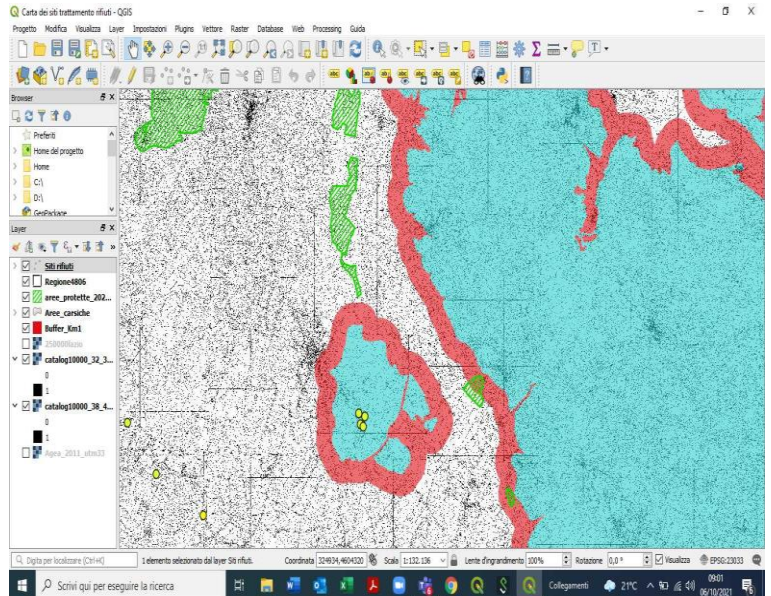 Carta dei siti trattamento rifiuti - QGIS
Progetto Modifica Visualizza Layer Impostazioni Plugins Vettore Raster Database Web Processing Guida
Browser
Preferiti
Home del progetto
Home
C:\
D:\
GeoPackage
Layer
Siti rifiuti
Regione4806
aree_protette_202...
Aree_carsiche
Buffer_Km1
250000lazio
catalog10000_32_3...
0
1
catalog10000_38_4...
0
1
Agea_2011_utm33
Digita per localizzare (Ctrl+K)
1 elemento selezionato dal layer Siti rifiuti.
Coordinata 324934,4604320
Scala 1:132.136
Lente d'ingrandimento 100%
Rotazione 0,0 °
Visualizza
EPSG:23033
Scrivi qui per eseguire la ricerca
Collegamenti
21°C
09:01
06/10/2021